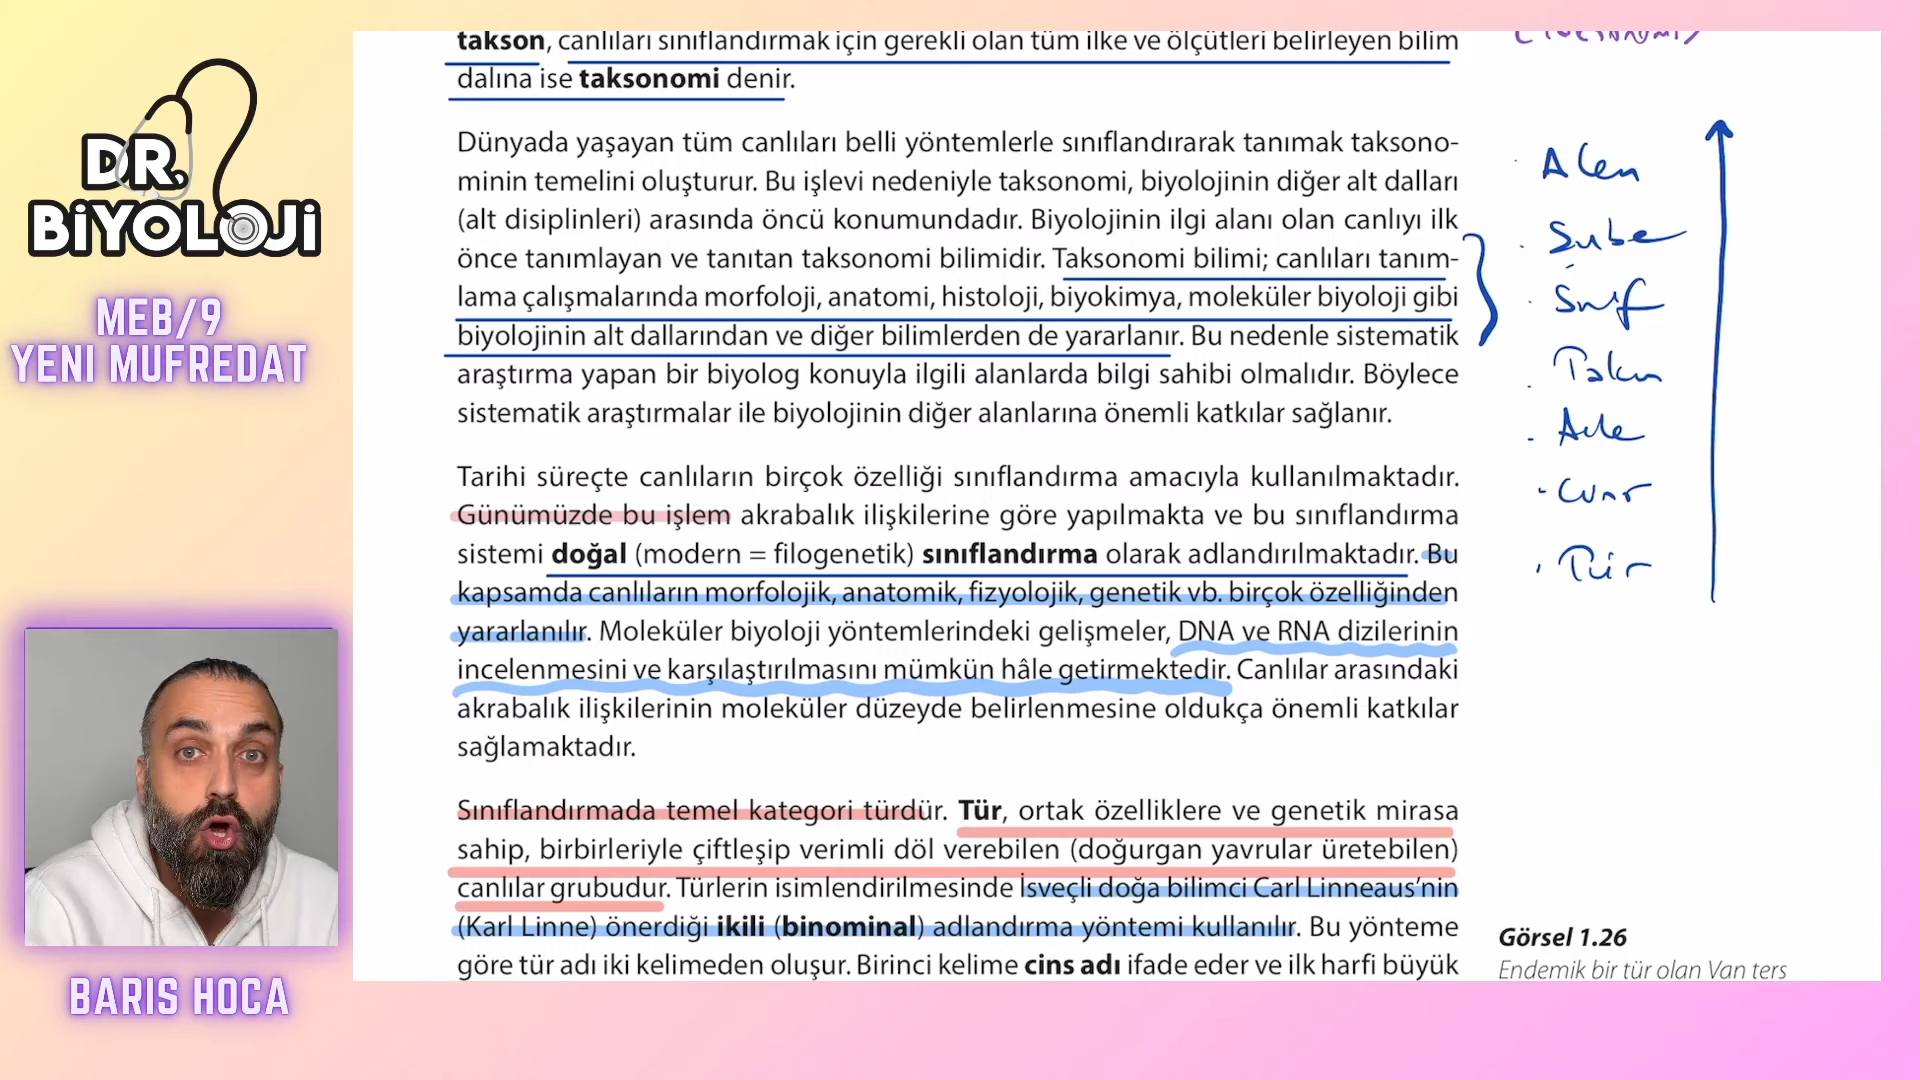 takson, canlıları sınıflandırmak için gerekli olan tüm ilke ve ölçütleri belirleyen bilim
dalına ise taksonomi denir.
Dünyada yaşayan tüm canlıları belli yöntemlerle sınıflandırarak tanımak taksono-
minin temelini oluşturur. Bu işlevi nedeniyle taksonomi, biyolojinin diğer alt dalları
(alt disiplinleri) arasında öncü konumundadır. Biyolojinin ilgi alanı olan canlıyı ilk
önce tanımlayan ve tanıtan taksonomi bilimidir. Taksonomi bilimi; canlıları tanım-
lama çalışmalarında morfoloji, anatomi, histoloji, biyokimya, moleküler biyoloji gibi
biyolojinin alt dallarından ve diğer bilimlerden de yararlanır. Bu nedenle sistematik
araştırma yapan bir biyolog konuyla ilgili alanlarda bilgi sahibi olmalıdır. Böylece
sistematik araştırmalar ile biyolojinin diğer alanlarına önemli katkılar sağlanır.
Tarihi süreçte canlıların birçok özelliği sınıflandırma amacıyla kullanılmaktadır.
Günümüzde bu işlem akrabalık ilişkilerine göre yapılmakta ve bu sınıflandırma
sistemi doğal (modern = filogenetik) sınıflandırma olarak adlandırılmaktadır. Bu
kapsamda canlıların morfolojik, anatomik, fizyolojik, genetik vb. birçok özelliğinden
yararlanılır. Moleküler biyoloji yöntemlerindeki gelişmeler, DNA ve RNA dizilerinin
incelenmesini ve karşılaştırılmasını mümkün hâle getirmektedir. Canlılar arasındaki
akrabalık ilişkilerinin moleküler düzeyde belirlenmesine oldukça önemli katkılar
sağlamaktadır.
Sınıflandırmada temel kategori türdür. Tür, ortak özelliklere ve genetik mirasa
sahip, birbirleriyle çiftleşip verimli döl verebilen (doğurgan yavrular üretebilen)
canlılar grubudur. Türlerin isimlendirilmesinde İsveçli doğa bilimci Carl Linneaus'nin
(Karl Linne) önerdiği ikili (binominal) adlandırma yöntemi kullanılır. Bu yönteme
göre tür adı iki kelimeden oluşur. Birinci kelime cins adı ifade eder ve ilk harfi büyük
Alem
Şube
Sınıf
Takım
Aile
Cins
Tür
Görsel 1.26
Endemik bir tür olan Van ters
DR.
BİYOLOJİ
MEB/9
YENİ MUFREDAT
BARIS HOCA